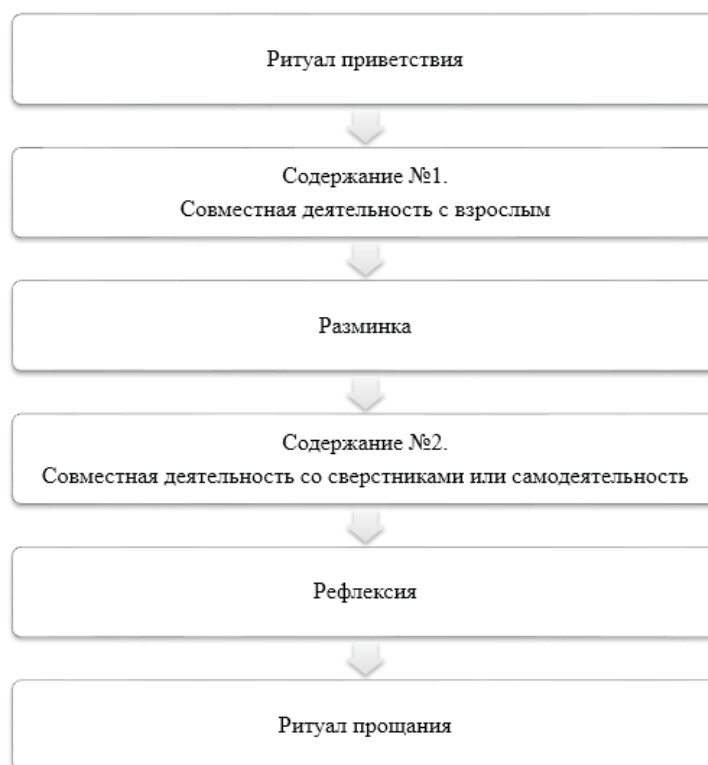 Ритуал приветствия
Содержание №1.
Совместная деятельность с взрослым
Разминка
Содержание №2.
Совместная деятельность со сверстниками или самодеятельность
Рефлексия
Ритуал прощания